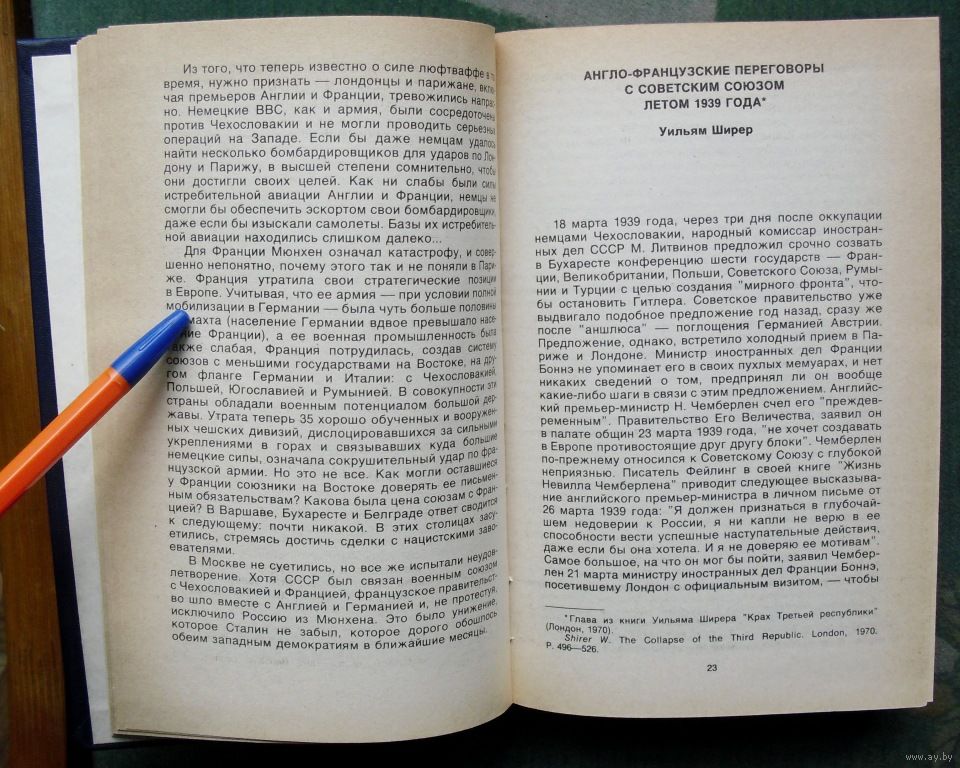 Из того, что теперь известно о силе люфтваффе в то
время, нужно признать — лондонцы и парижане, вклю-
чая премьеров Англии и Франции, тревожились напрас-
но. Немецкие ВВС, как и армия, были сосредоточены
против Чехословакии и не могли проводить серьезных
операций на Западе. Если бы даже немцам удалось
найти несколько бомбардировщиков для ударов по Лон-
дону и Парижу, в высшей степени сомнительно, чтобы
они достигли своих целей. Как ни слабы были силы
истребительной авиации Англии и Франции, немцы не
смогли бы обеспечить эскортом свои бомбардировщики,
даже если бы изыскали самолеты. Базы их истребитель-
ной авиации находились слишком далеко...
Для Франции Мюнхен означал катастрофу, и совер-
шенно непонятно, почему этого так и не поняли в Пари-
же. Франция утратила свои стратегические позиции
в Европе. Учитывая, что ее армия — при условии полной
мобилизации в Германии — была чуть больше половины
махта (население Германии вдвое превышало насе-
ние Франции), а ее военная промышленность была
также слабая, Франция потрудилась, создав систему
союзов с меньшими государствами на Востоке, на дру-
гом фланге Германии и Италии: с Чехословакией,
Польшей, Югославией и Румынией. В совокупности эти
страны обладали военным потенциалом большой дер-
жавы. Утрата теперь 35 хорошо обученных и вооружен-
ных чешских дивизий, дислоцировавшихся за сильными
укреплениями в горах и связывавших куда большие
немецкие силы, означала сокрушительный удар по фран-
цузской армии. Но это не все. Как могли оставшиеся
у Франции союзники на Востоке доверять ее письмен-
ным обязательствам? Какова была цена союзам с Фран-
цией? В Варшаве, Бухаресте и Белграде ответ сводится
к следующему: почти никакой. В этих столицах засу-
етились, стремясь достичь сделки с нацистскими заво-
евателями.
В Москве не суетились, но все же испытали неудов-
летворение. Хотя СССР был связан военным союзом
с Чехословакией и Францией, французское правительст-
во шло вместе с Англией и Германией и, не протестуя,
исключило Россию из Мюнхена. Это было унижение,
которое Сталин не забыл, которое дорого обошлось
обеим западным демократиям в ближайшие месяцы.
АНГЛО-ФРАНЦУЗСКИЕ ПЕРЕГОВОРЫ
С СОВЕТСКИМ СОЮЗОМ
ЛЕТОМ 1939 ГОДА*
Уильям Ширер
18 марта 1939 года, через три дня после оккупации
немцами Чехословакии, народный комиссар иностран-
ных дел СССР М. Литвинов предложил срочно созвать
в Бухаресте конференцию шести государств — Фран-
ции, Великобритании, Польши, Советского Союза, Румы-
нии и Турции с целью создания "мирного фронта", что-
бы остановить Гитлера. Советское правительство уже
выдвигало подобное предложение год назад, сразу же
после "аншлюса" — поглощения Германией Австрии.
Предложение, однако, встретило холодный прием в Па-
риже и Лондоне. Министр иностранных дел Франции
Боннэ не упоминает его в своих пухлых мемуарах, и нет
никаких сведений о том, предпринял ли он вообще
какие-либо шаги в связи с этим предложением. Англий-
ский премьер-министр Н. Чемберлен счел его "преждев-
ременным". Правительство Его Величества, заявил он
в палате общин 23 марта 1939 года, "не хочет создавать
в Европе противостоящие друг другу блоки". Чемберлен
по-прежнему относился к Советскому Союзу с глубокой
неприязнью. Писатель Фейлинг в своей книге "Жизнь
Невилла Чемберлена" приводит следующее высказыва-
ние английского премьер-министра в личном письме от
26 марта 1939 года: "Я должен признаться в глубочай-
шем недоверии к России, я ни капли не верю в ее
способности вести успешные наступательные действия,
даже если бы она хотела. И я не доверяю ее мотивам".
Самое большое, на что он мог бы пойти, заявил Чембер-
лен 21 марта министру иностранных дел Франции Боннэ,
посетившему Лондон с официальным визитом, — чтобы
*Глава из книги Уильяма Ширера "Крах Третьей республики"
(Лондон, 1970).
Shirer W. The Collapse of the Third Republic. London, 1970.
P. 496—526.
23
www.ay.by